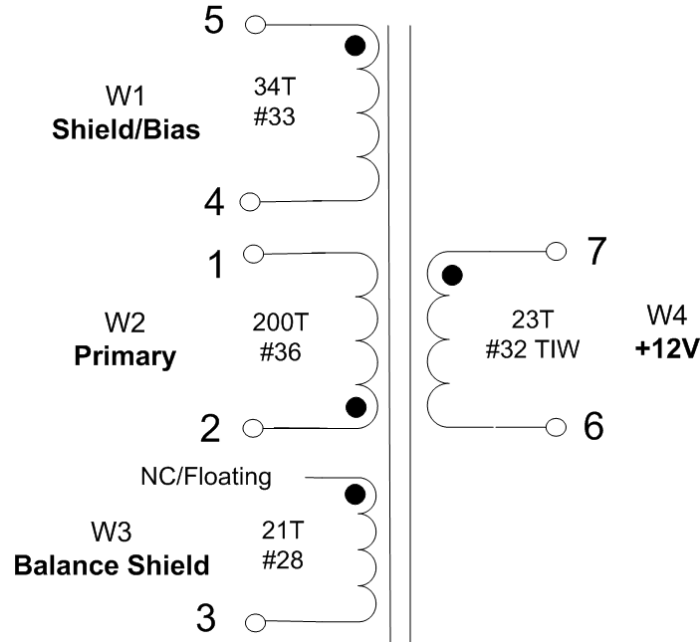 5
W1
Shield/Bias
34T
#33
4
1
W2
Primary
200T
#36
2
7
23T
#32 TIW
W4
+12V
6
NC/Floating
W3
Balance Shield
21T
#28
3